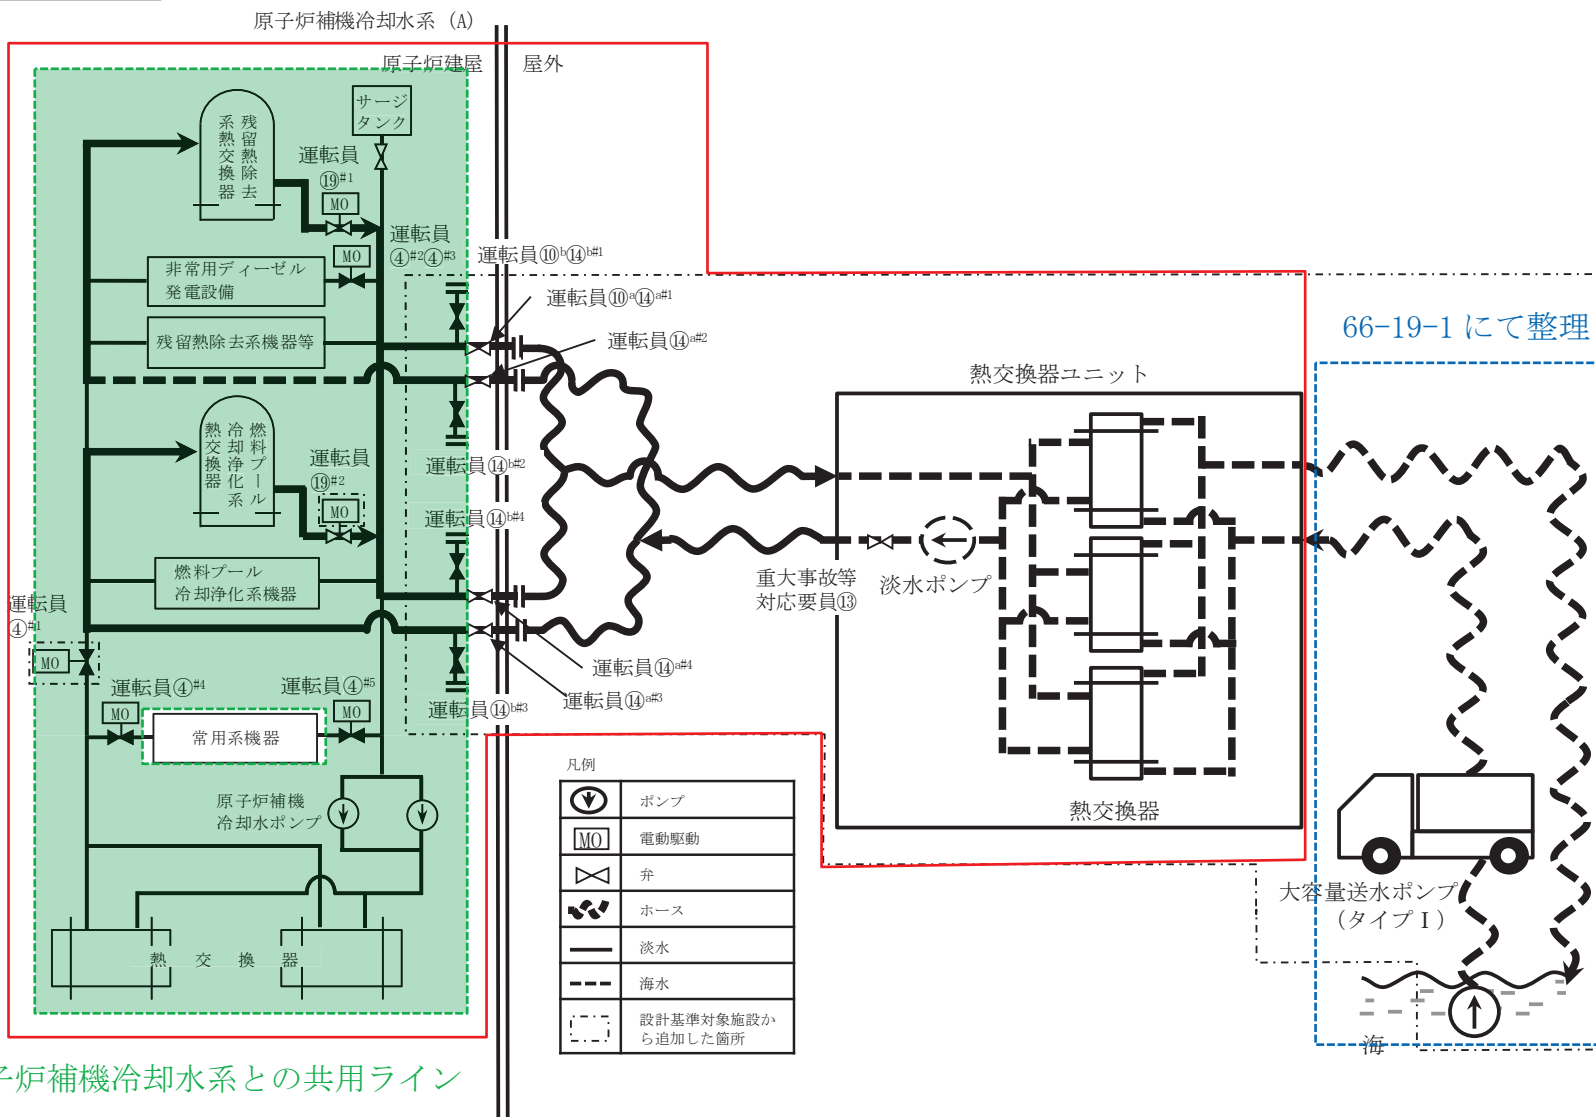 原子炉補機冷却水系 (A)
原子炉建屋
屋外
サージ
タンク
残留熱除去
系熱交換器
運転員
⑲#1
MO
運転員
④#2④#3
MO
運転員⑩b⑭b#1
非常用ディーゼル
発電設備
運転員⑩a⑭a#1
残留熱除去系機器等
運転員⑭a#2
66-19-1 にて整理
熱交換器ユニット
燃料プール
冷却浄化系
熱交換器
運転員
⑲#2
MO
運転員⑭b#2
運転員⑭b#4
燃料プール
冷却浄化系機器
重大事故等
対応要員⑬
淡水ポンプ
運転員
④#1
MO
運転員⑭a#4
運転員④#4
運転員④#5
運転員⑭a#3
運転員⑭b#3
MO
MO
常用系機器
凡例
原子炉補機
冷却水ポンプ
ポンプ
MO
電動駆動
弁
ホース
淡水
海水
設計基準対象施設か
ら追加した箇所
熱交換器
大容量送水ポンプ
(タイプⅠ)
熱交換器
海
子炉補機冷却水系との共用ライン